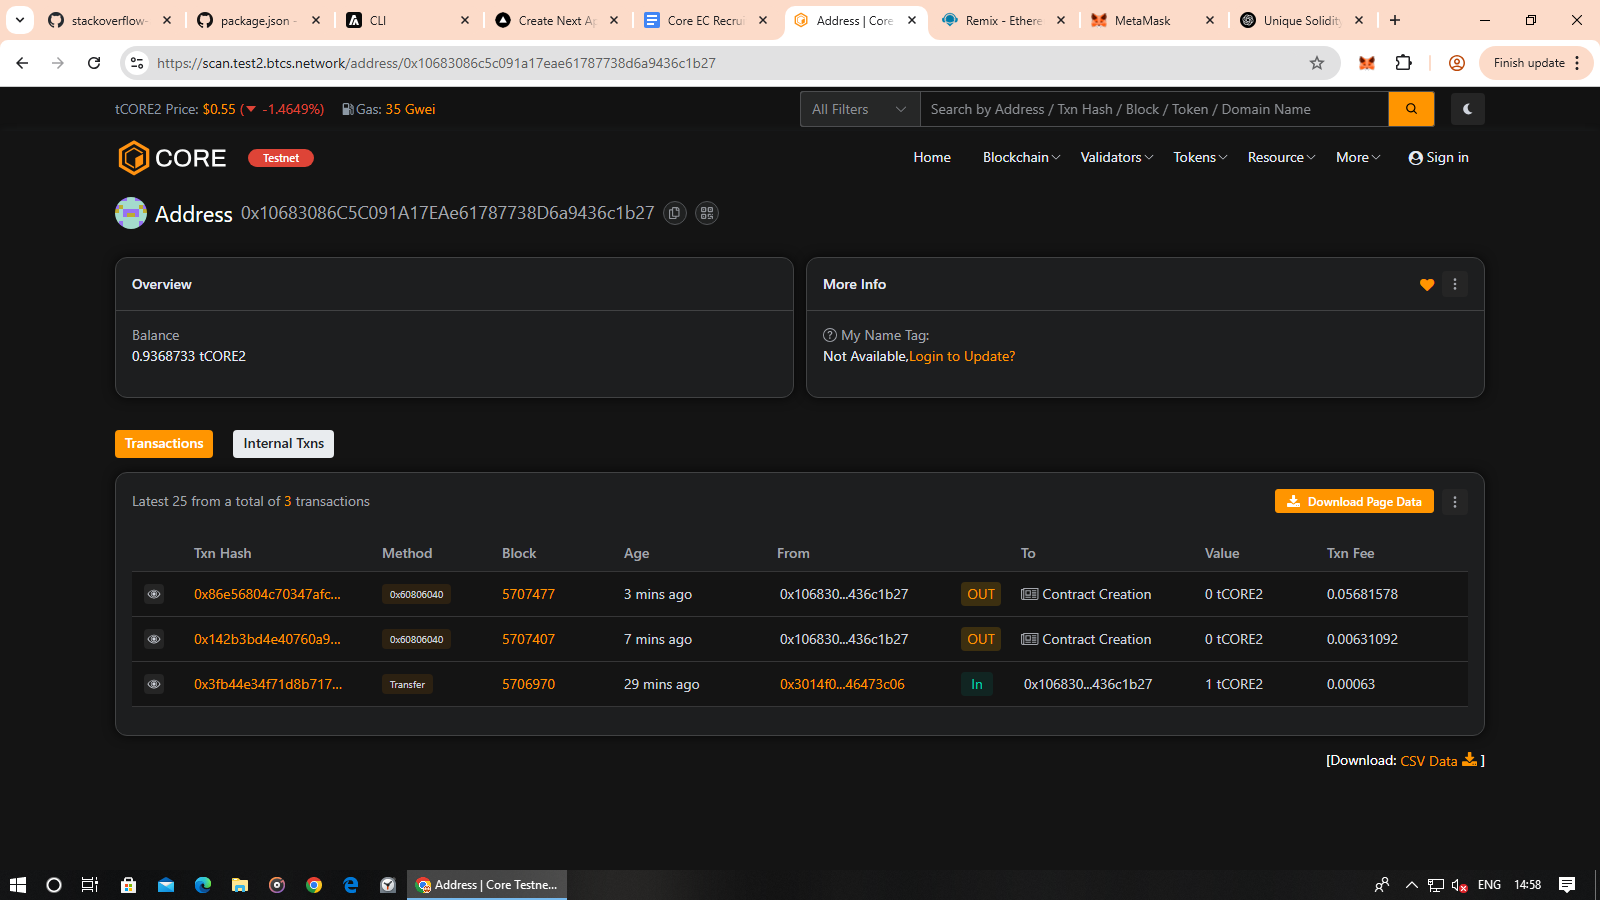 stackoverflow-
package.json -
CLI
Create Next Ap
Core EC Recrui
Address | Core
Remix - Ethere
MetaMask
Unique Solidity
https://scan.test2.btcs.network/address/0x10683086c5c091a17eae61787738d6a9436c1b27
Finish update
tCORE2 Price: $0.55 ( -1.4649%) Gas: 35 Gwei
All Filters
Search by Address / Txn Hash / Block / Token / Domain Name
CORE Testnet
Home Blockchain Validators Tokens Resource More Sign in
Address 0x10683086C5C091A17EAe61787738D6a9436c1b27
Overview
Balance
0.9368733 tCORE2
More Info
My Name Tag:
Not Available,Login to Update?
Transactions Internal Txns
Latest 25 from a total of 3 transactions
Download Page Data
Txn Hash Method Block Age From To Value Txn Fee
0x86e56804c70347afc... 0x60806040 5707477 3 mins ago 0x106830...436c1b27 OUT Contract Creation 0 tCORE2 0.05681578
0x142b3bd4e40760a9... 0x60806040 5707407 7 mins ago 0x106830...436c1b27 OUT Contract Creation 0 tCORE2 0.00631092
0x3fb44e34f71d8b717... Transfer 5706970 29 mins ago 0x3014f0...46473c06 In 0x106830...436c1b27 1 tCORE2 0.00063
[Download: CSV Data ]
Address | Core Testne...
ENG 14:58